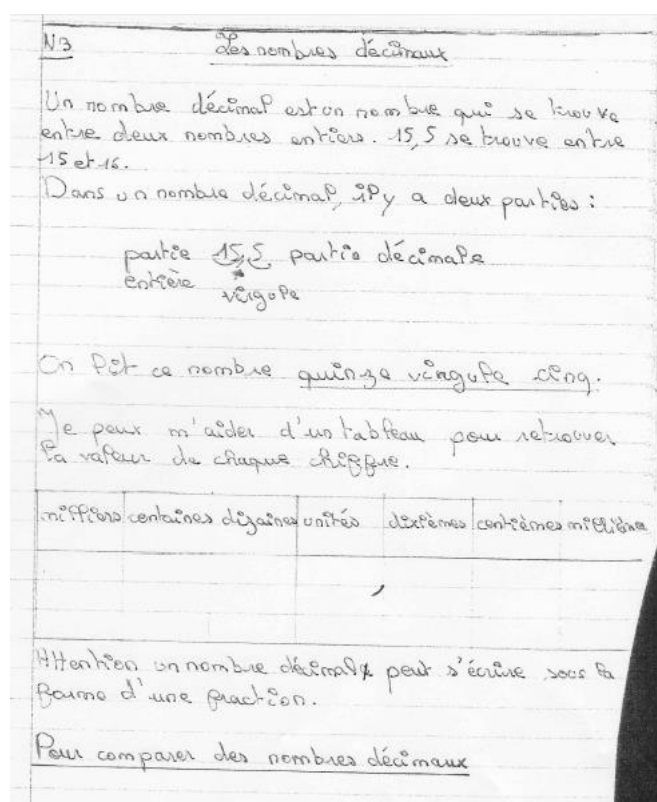 N3 Les nombres décimaux
Un nombre décimal est un nombre qui se trouve
entre deux nombres entiers. 15,5 se trouve entre
15 et 16.
Dans un nombre décimal, il y a deux parties :
partie 15,5 partie décimale
entière virgule
On lit ce nombre quinze virgule cinq.
Je peux m'aider d'un tableau pour retrouver
la valeur de chaque chiffre.
milliers centaines dizaines unités dixièmes centièmes millième
,
Attention un nombre décimal peut s'écrire sous la
forme d'une fraction.
Pour comparer des nombres décimaux